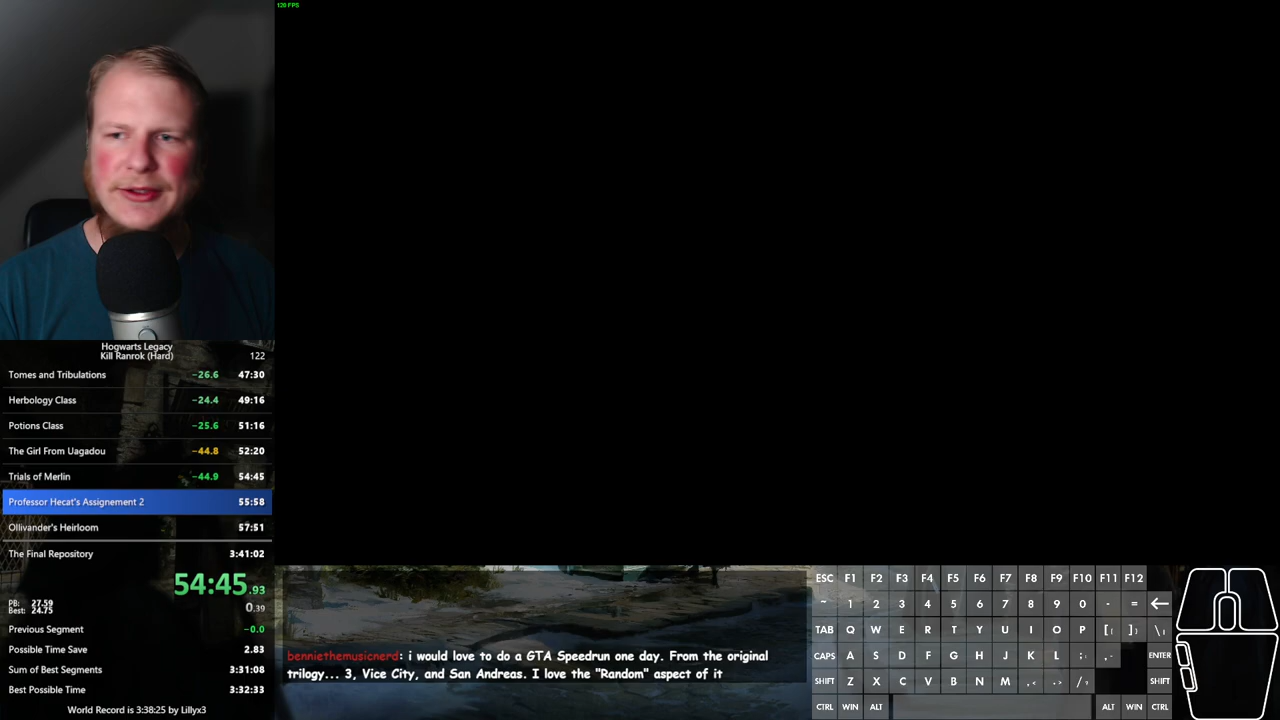 120 FPS
Hogwarts Legacy
Kill Ranrok (Hard) 122
Tomes and Tribulations -26.6 47:30
Herbology Class -24.4 49:16
Potions Class -25.6 51:16
The Girl From Uagadou -44.8 52:20
Trials of Merlin -44.9 54:45
Professor Hecat's Assignement 2 55:58
Ollivander's Heirloom 57:51
The Final Repository 3:41:02
54:45.93
PB: 27.59 0.39
Best: 24.75
Previous Segment -0.0
Possible Time Save 2.83
Sum of Best Segments 3:31:08
Best Possible Time 3:32:33
World Record is 3:38:25 by Lillyx3
benniethemusicnerd: i would love to do a GTA Speedrun one day. From the original
trilogy... 3, Vice City, and San Andreas. I love the "Random" aspect of it
ESC F1 F2 F3 F4 F5 F6 F7 F8 F9 F10 F11 F12
~ 1 2 3 4 5 6 7 8 9 0 - = ←
TAB Q W E R T Y U I O P [{ ]} \|
CAPS A S D F G H J K L ;: ,- ENTER
SHIFT Z X C V B N M ,< .> /? SHIFT
CTRL WIN ALT ALT WIN CTRL